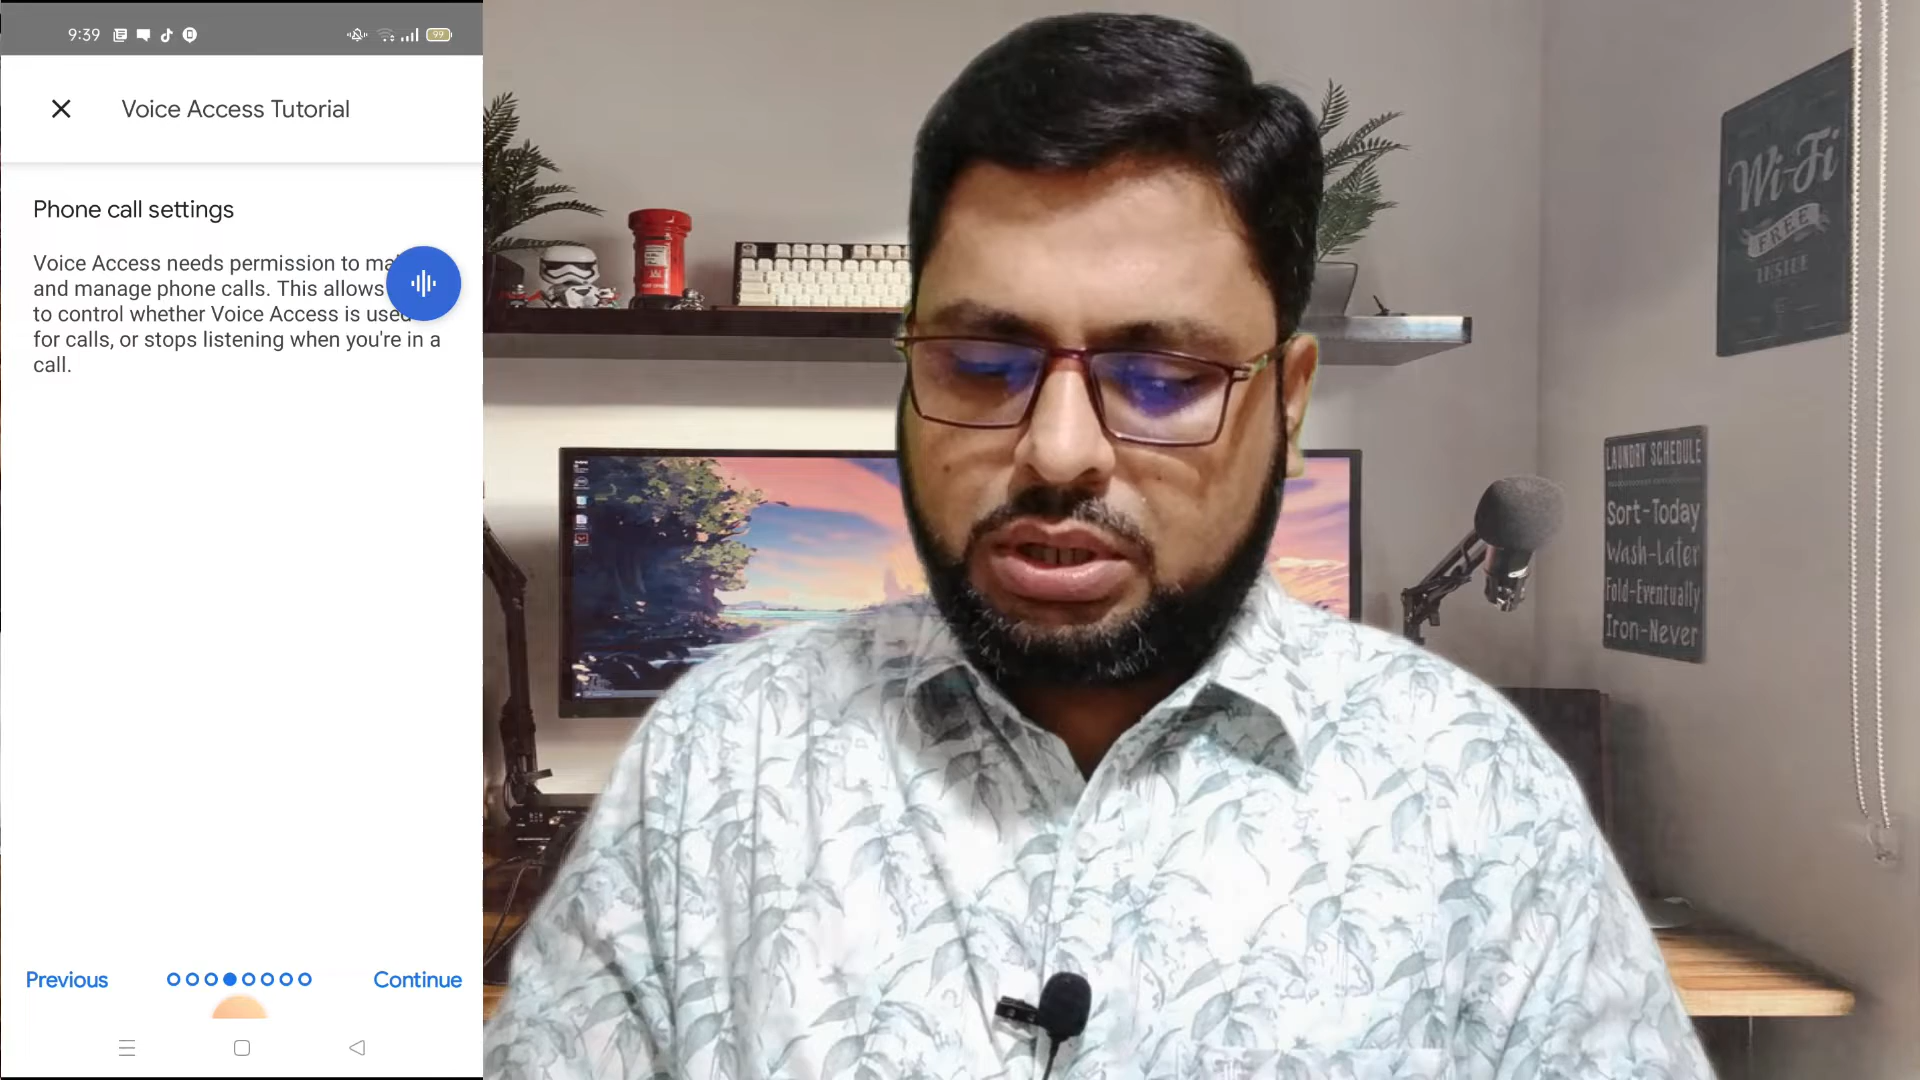 9:39
99
Voice Access Tutorial
Phone call settings
Voice Access needs permission to ma
and manage phone calls. This allows
to control whether Voice Access is used
for calls, or stops listening when you're in a
call.
Previous
Continue
Wi-Fi
FREE
INSIDE
LAUNDRY SCHEDULE
Sort-Today
Wash-Later
Fold-Eventually
Iron-Never